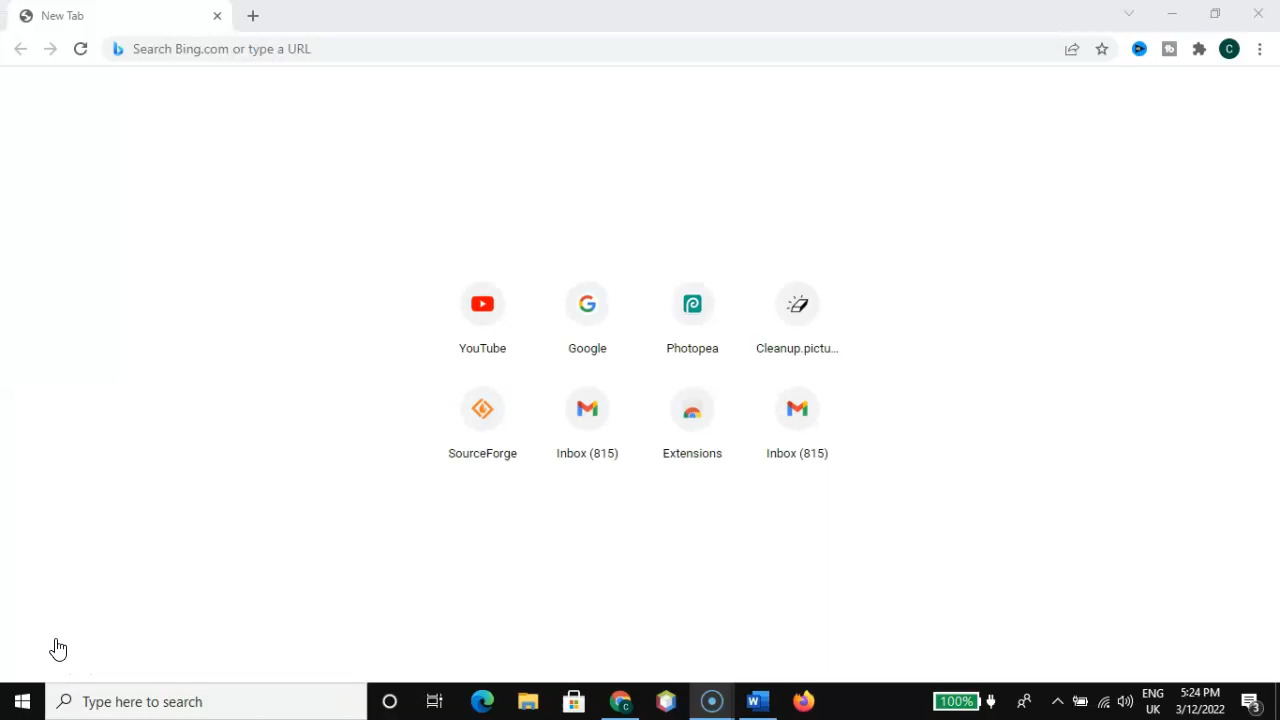 New Tab
Search Bing.com or type a URL
C
YouTube
Google
Photopea
Cleanup.pictu...
SourceForge
Inbox (815)
Extensions
Inbox (815)
Type here to search
100%
ENG
UK
5:24 PM
3/12/2022
3